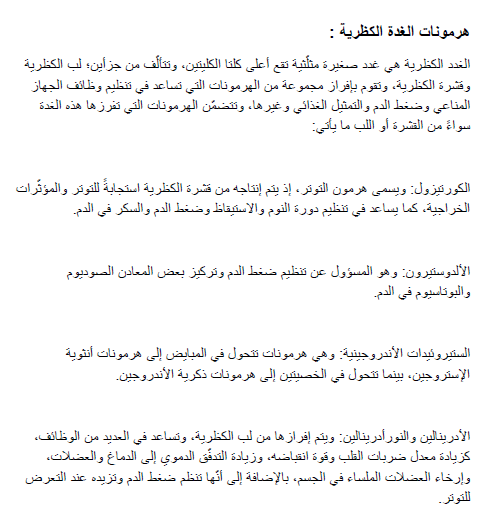 هرمونات الغدة الكظرية :
الغدد الكظرية هي غدد صغيرة مثلّثية تقع أعلى كلتا الكليتين، وتتألّف من جزأين؛ لب الكظرية
وقشرة الكظرية، وتقوم بإفراز مجموعة من الهرمونات التي تساعد في تنظيم وظائف الجهاز
المناعي وضغط الدم والتمثيل الغذائي وغيرها، وتتضمّن الهرمونات التي تفرزها هذه الغدة
سواءً من القشرة أو اللب ما يأتي:
الكورتيزول: ويسمى هرمون التوتر، إذ يتم إنتاجه من قشرة الكظرية استجابةً للتوتر والمؤثّرات
الخراجية، كما يساعد في تنظيم دورة النوم والاستيقاظ وضغط الدم والسكر في الدم.
الألدوستيرون: وهو المسؤول عن تنظيم ضغط الدم وتركيز بعض المعادن الصوديوم
والبوتاسيوم في الدم.
الستيروئيدات الأندروجينية: وهي هرمونات تتحول في المبايض إلى هرمونات أنثوية
الإستروجين، بينما تتحول في الخصيتين إلى هرمونات ذكرية الأندروجين.
الأدرينالين والنورأدرينالين: ويتم إفرازها من لب الكظرية، وتساعد في العديد من الوظائف،
كزيادة معدل ضربات القلب وقوة انقباضه، وزيادة التدفّق الدموي إلى الدماغ والعضلات،
وإرخاء العضلات الملساء في الجسم، بالإضافة إلى أنّها تنظم ضغط الدم وتزيده عند التعرض
للتوتر.